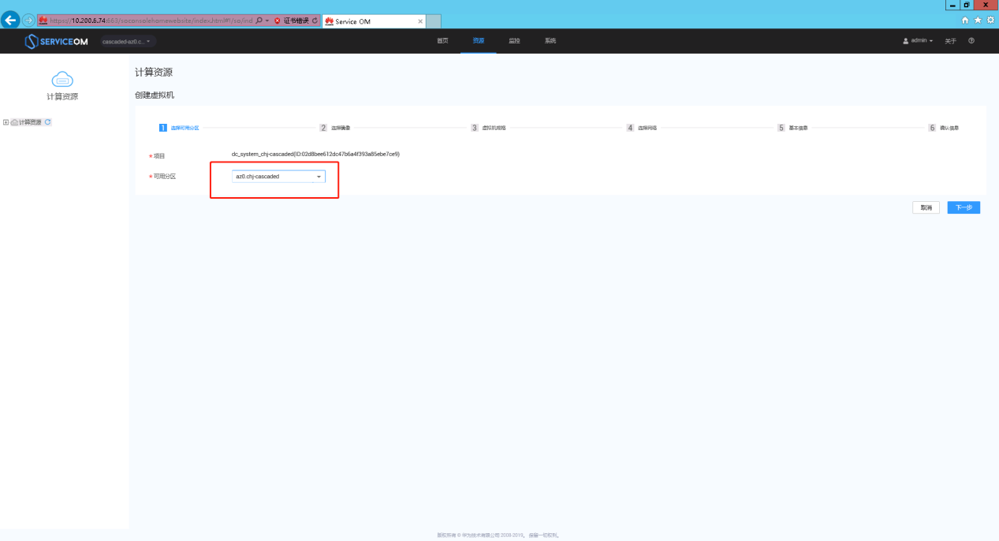 https://10.200.6.74:663/soconsolehomewebsite/index.html#!/so/ind 证书错误 Service OM
SERVICEOM cascaded-az0.c... 首页 资源 监控 系统 admin 关于
计算资源
计算资源
计算资源
创建虚拟机
1 选择可用分区 2 选择镜像 3 虚拟机规格 4 选择网络 5 基本信息 6 确认信息
*项目 dc_system_chj-cascaded(ID:02d8bee612dc47b6a4f393a85ebe7ce9)
*可用分区 az0.chj-cascaded
取消 下一步
版权所有 © 华为技术有限公司 2008-2019。 保留一切权利。